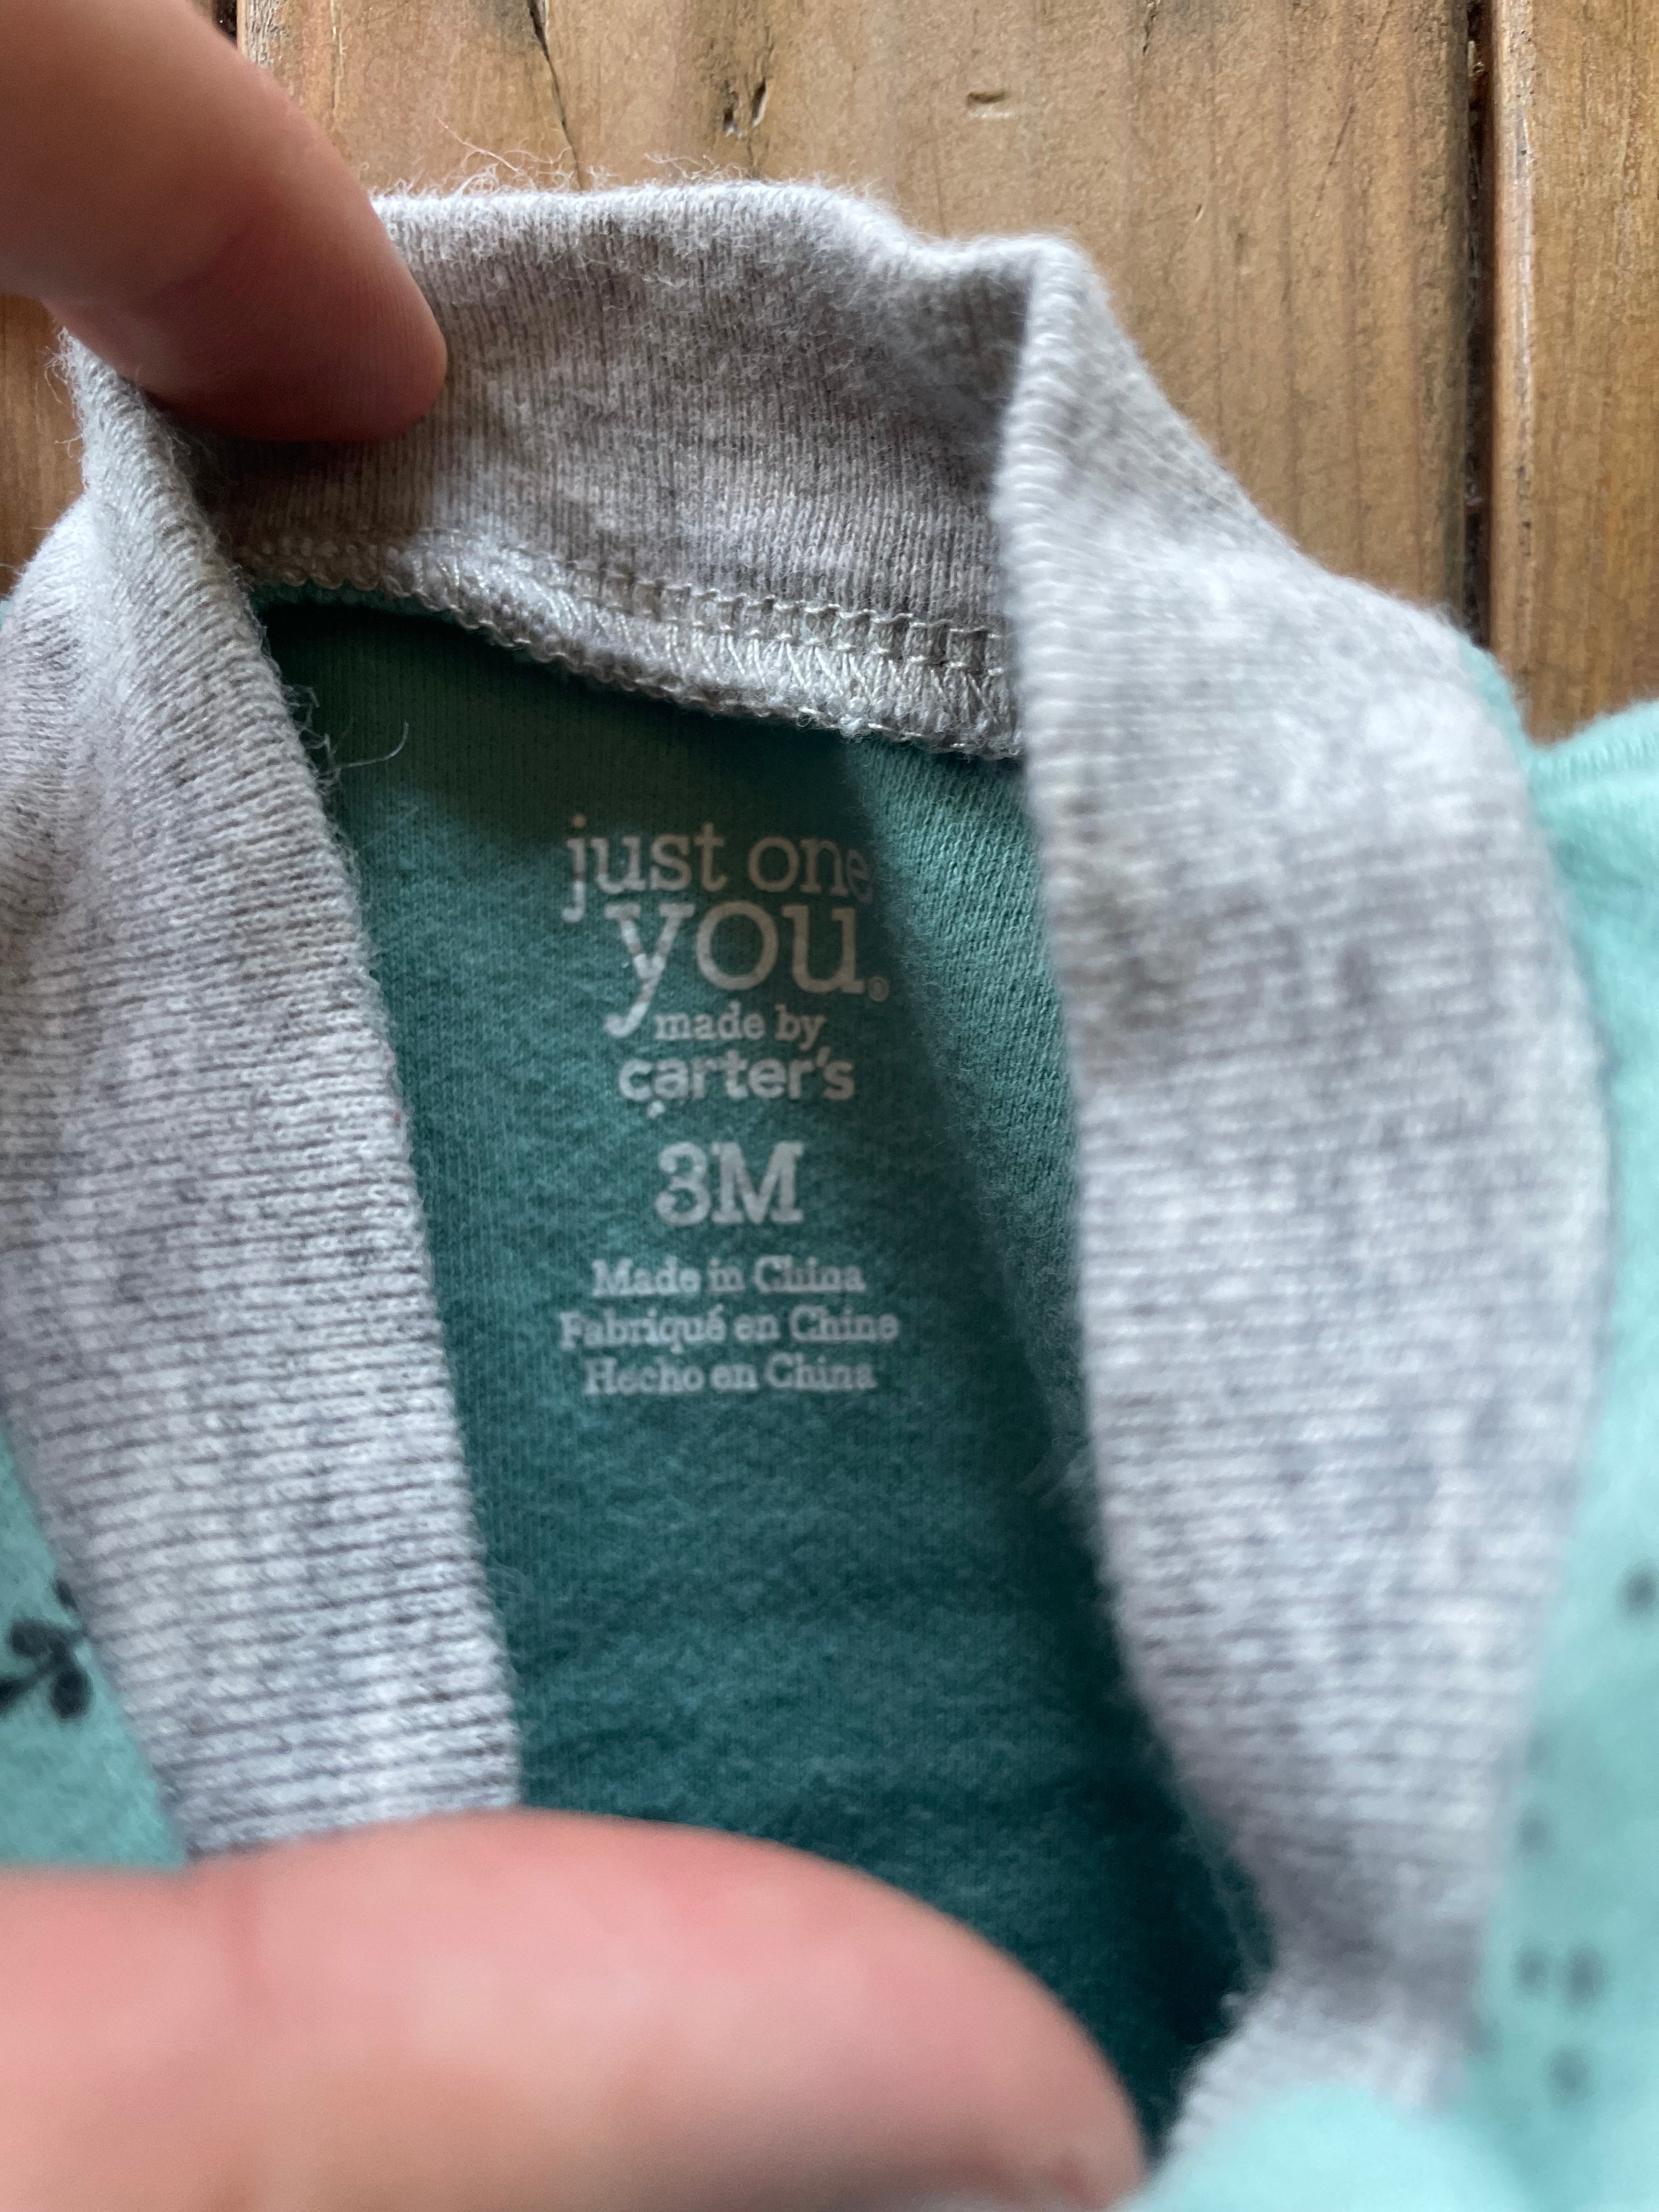 just one
you®
made by
carter's
3M
Made in China
Fabriqué en Chine
Hecho en China